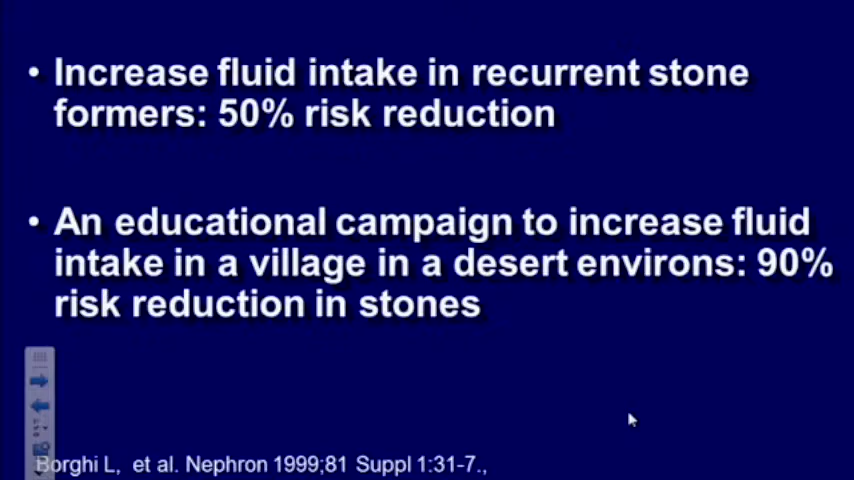 • Increase fluid intake in recurrent stone
formers: 50% risk reduction
• An educational campaign to increase fluid
intake in a village in a desert environs: 90%
risk reduction in stones
Borghi L, et al. Nephron 1999;81 Suppl 1:31-7.,